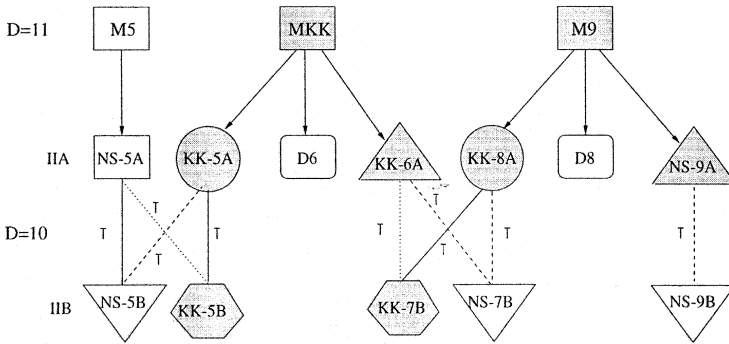 D=11 M5 MKK M9
IIA NS-5A KK-5A D6 KK-6A KK-8A D8 NS-9A
T T T T T T T T
D=10
IIB NS-5B KK-5B KK-7B NS-7B NS-9B